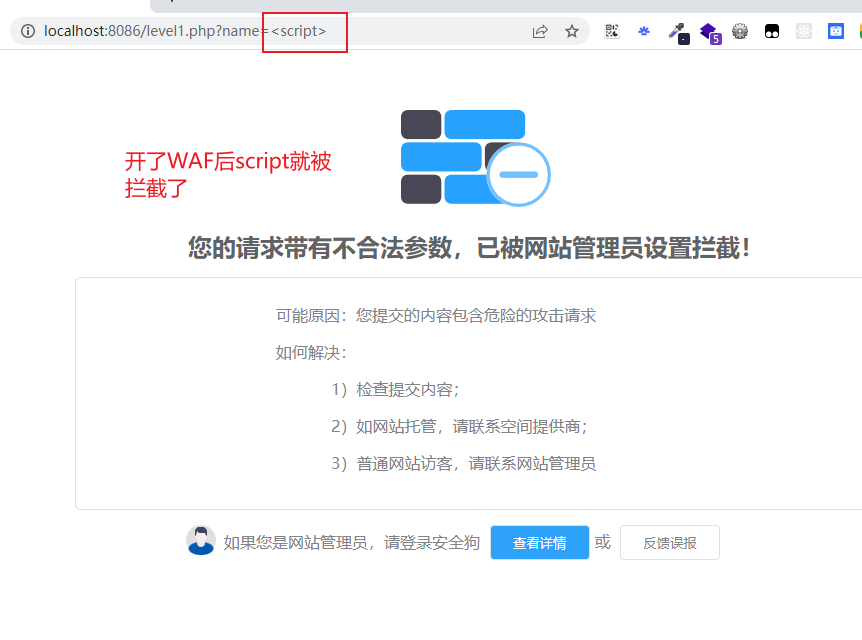 localhost:8086/level1.php?name=<script>
5
开了WAF后script就被
拦截了
您的请求带有不合法参数，已被网站管理员设置拦截！
可能原因：您提交的内容包含危险的攻击请求
如何解决：
1）检查提交内容；
2）如网站托管，请联系空间提供商；
3）普通网站访客，请联系网站管理员
如果您是网站管理员，请登录安全狗 查看详情 或 反馈误报